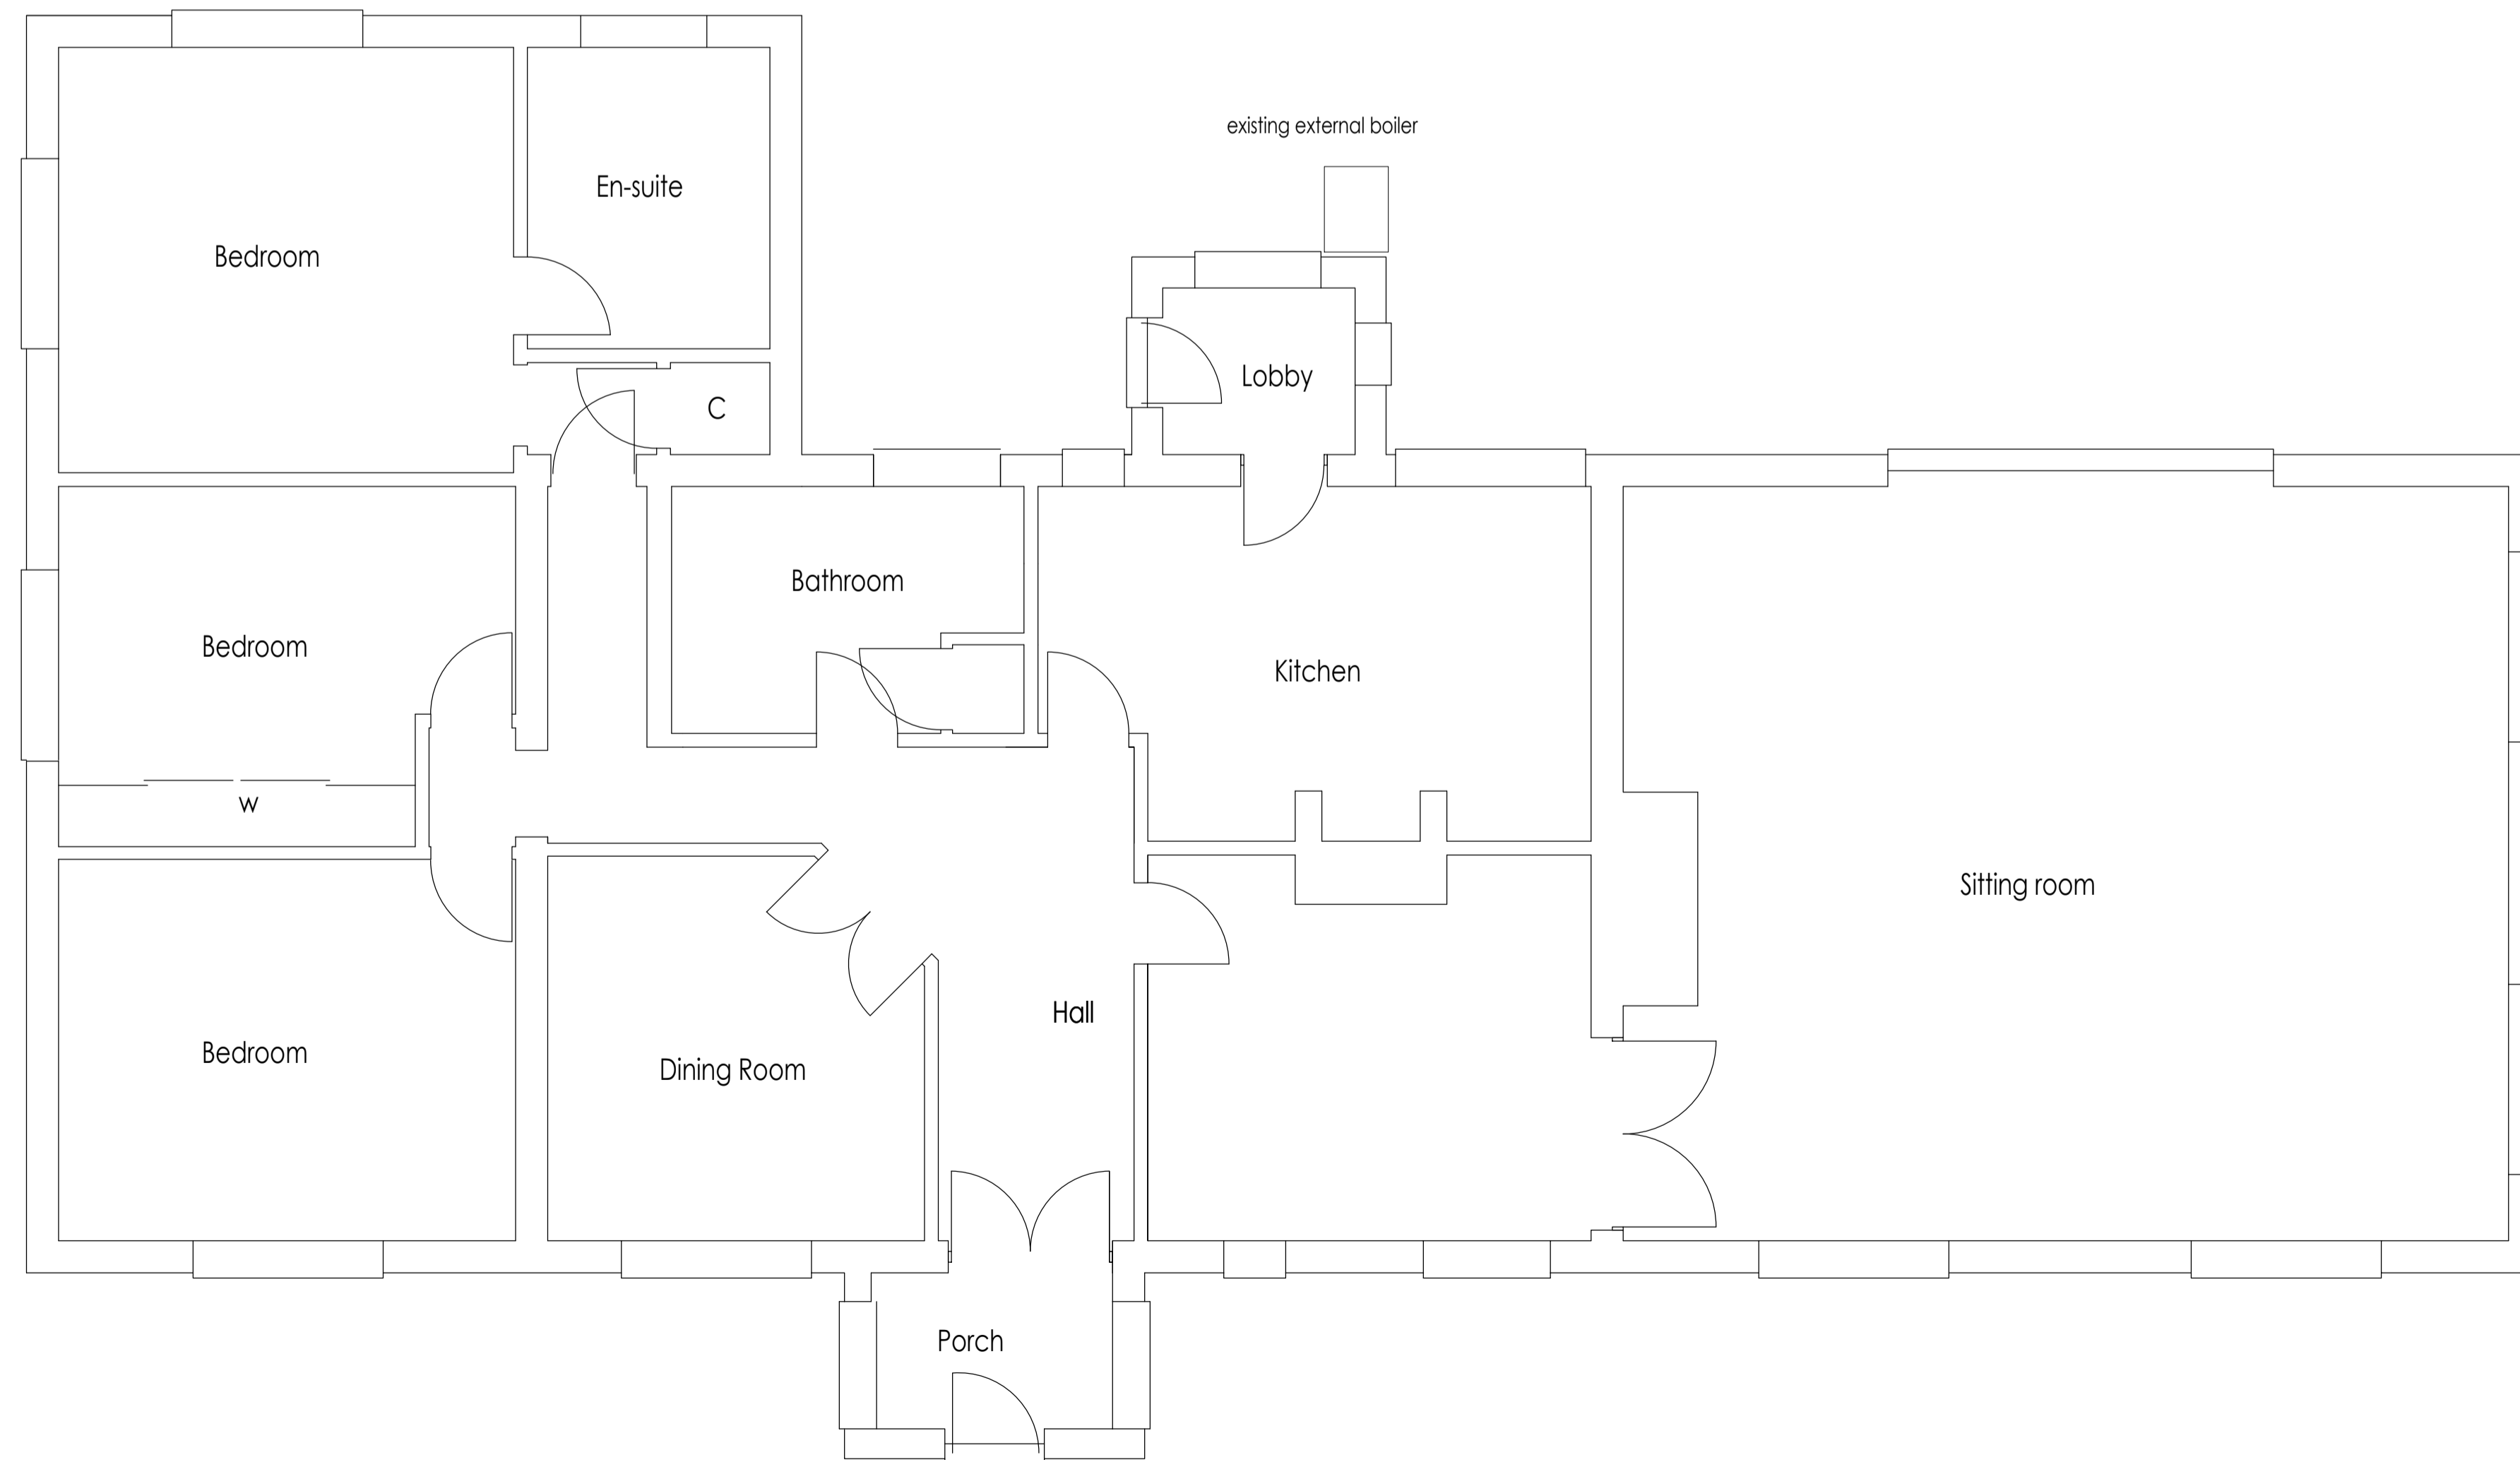 existing external boiler
En-suite
Bedroom
Lobby
C
Bathroom
Bedroom
Kitchen
W
Sitting room
Hall
Bedroom
Dining Room
Porch